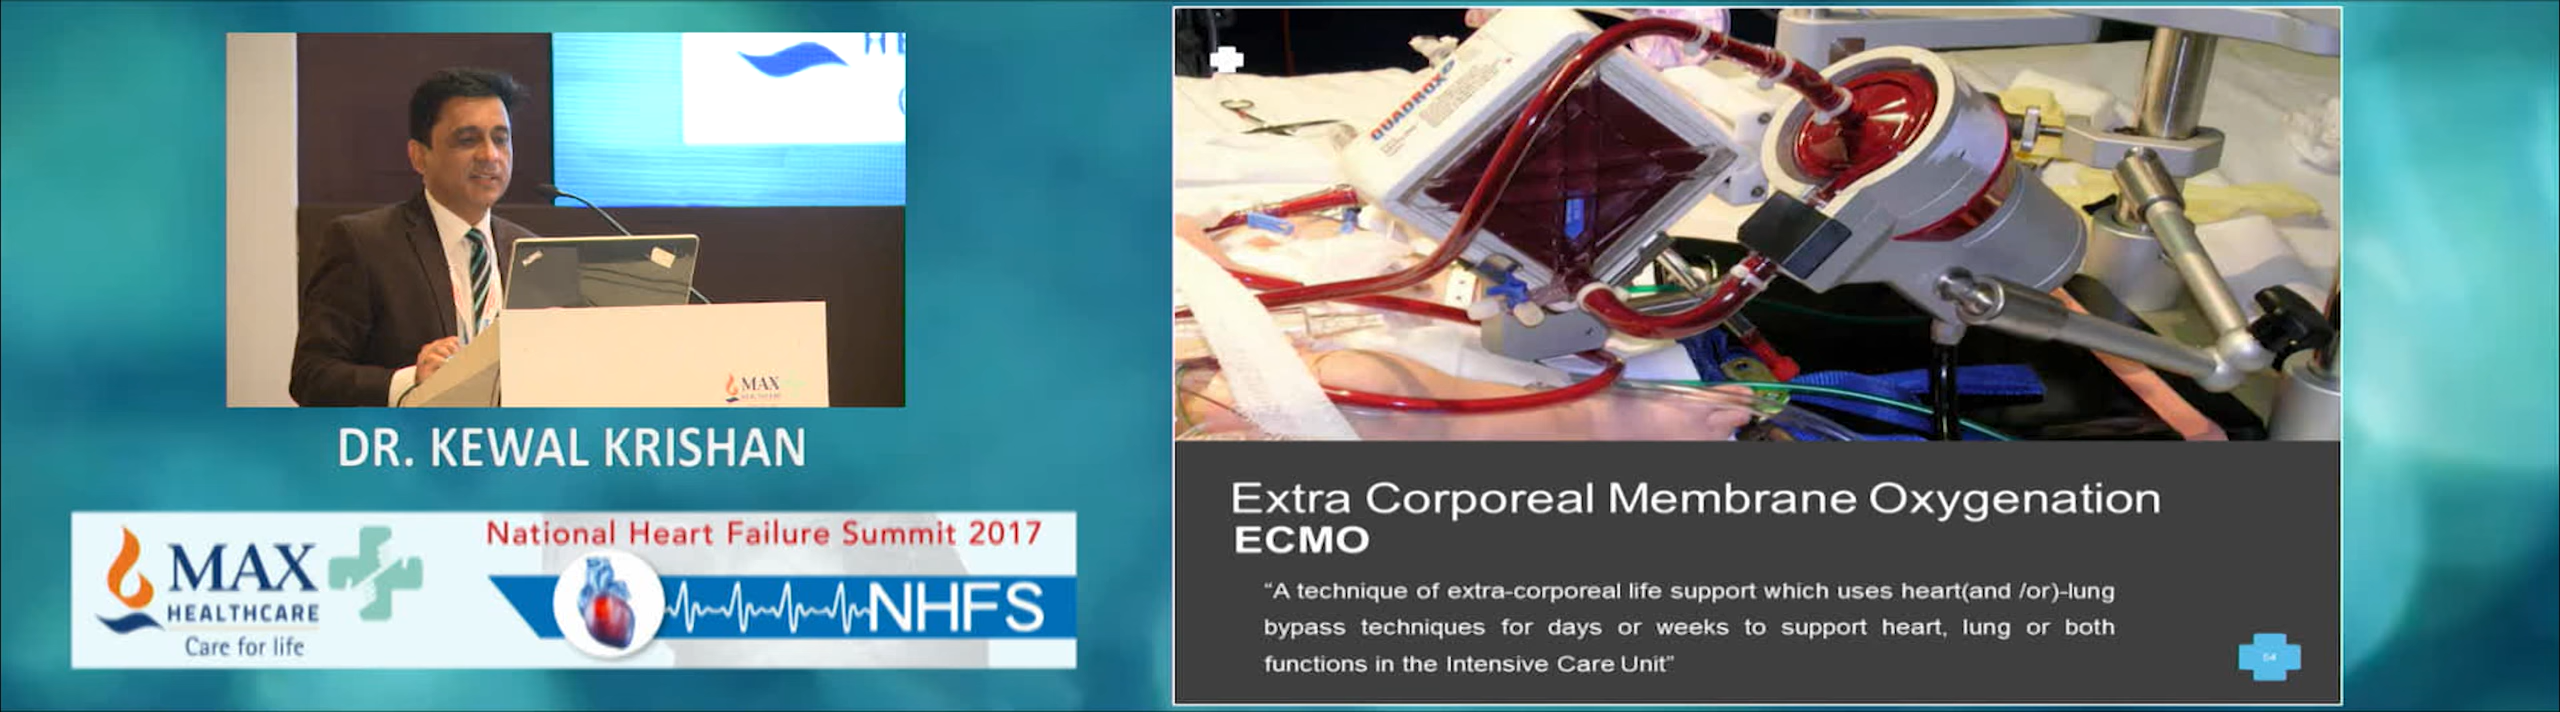 MAX
DR. KEWAL KRISHAN
MAX
HEALTHCARE
Care for life
National Heart Failure Summit 2017
NHFS
QUADROX
Extra Corporeal Membrane Oxygenation
ECMO
“A technique of extra-corporeal life support which uses heart(and /or)-lung
bypass techniques for days or weeks to support heart, lung or both
functions in the Intensive Care Unit”
54